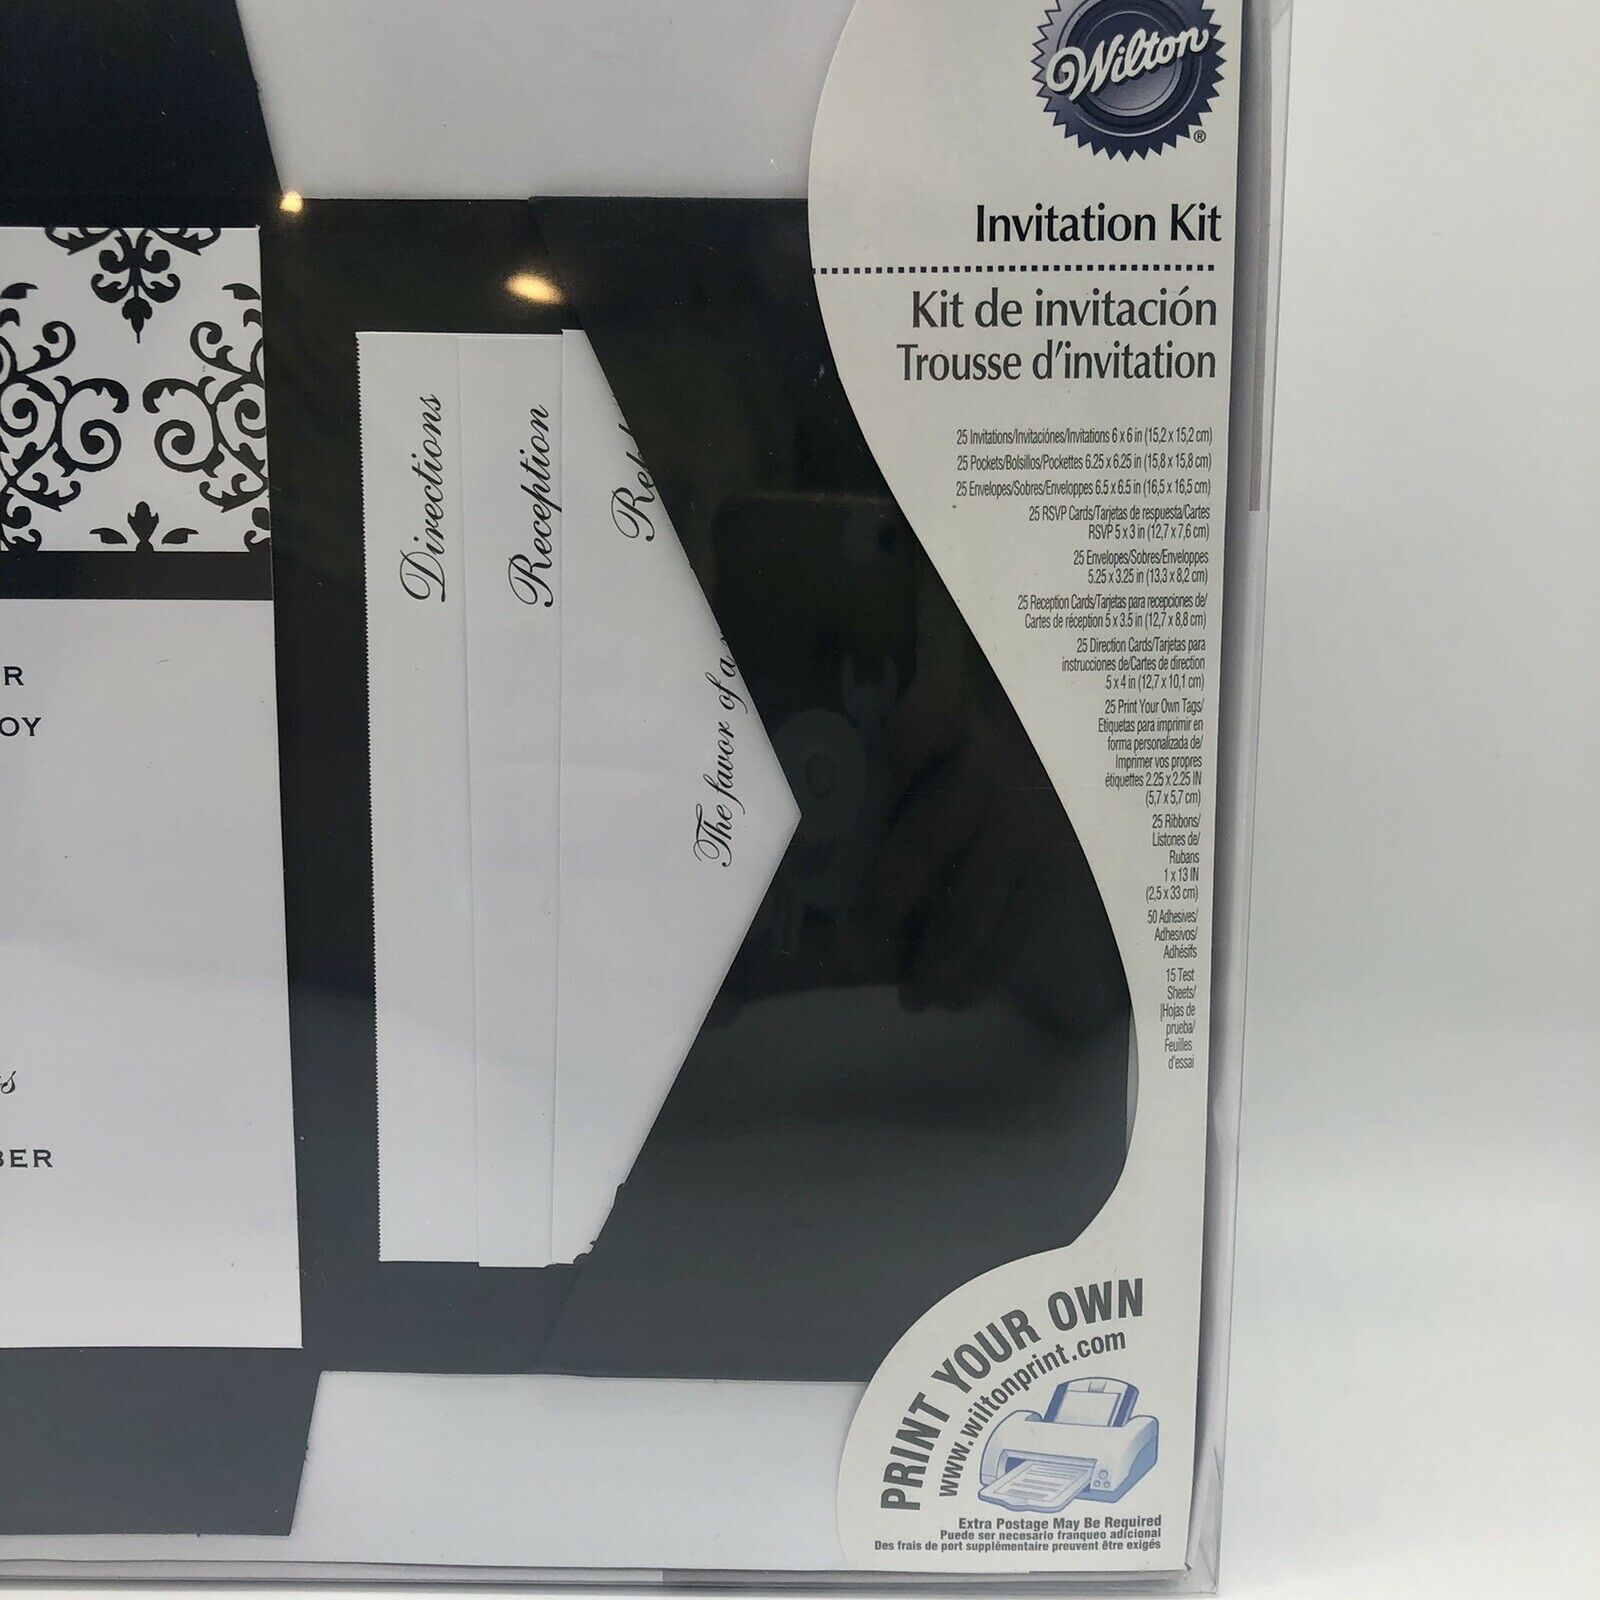 Wilton
®
Invitation Kit
Kit de invitación
Trousse d'invitation
25 Invitations/Invitaciónes/Invitations 6 x 6 in (15,2 x 15,2 cm)
25 Pockets/Bolsillos/Pockettes 6.25 x 6.25 in (15,8 x 15,8 cm)
25 Envelopes/Sobres/Enveloppes 6.5 x 6.5 in (16,5 x 16,5 cm)
25 RSVP Cards/Tarjetas de respuesta/Cartes
RSVP 5 x 3 in (12,7 x 7,6 cm)
25 Envelopes/Sobres/Enveloppes
5.25 x 3.25 in (13,3 x 8,2 cm)
25 Reception Cards/Tarjetas para recepciones de/
Cartes de réception 5 x 3.5 in (12,7 x 8,8 cm)
25 Direction Cards/Tarjetas para
instrucciones de/Cartes de direction
5 x 4 in (12,7 x 10,1 cm)
25 Print Your Own Tags/
Etiquetas para imprimir en
forma personalizada de/
Imprimer vos propres
étiquettes 2.25 x 2.25 IN
(5,7 x 5,7 cm)
25 Ribbons/
Listones de/
Rubans
1 x 13 IN
(2,5 x 33 cm)
50 Adhesives/
Adhesivos/
Adhésifs
15 Test
Sheets/
|Hojas de
prueba/
Feuilles
d'essai
Directions
Reception
The favor of a
R
OY
s
BER
PRINT YOUR OWN
www.wiltonprint.com
Extra Postage May Be Required
Puede ser necesario franqueo adicional
Des frais de port supplémentaire preuvent être exigés